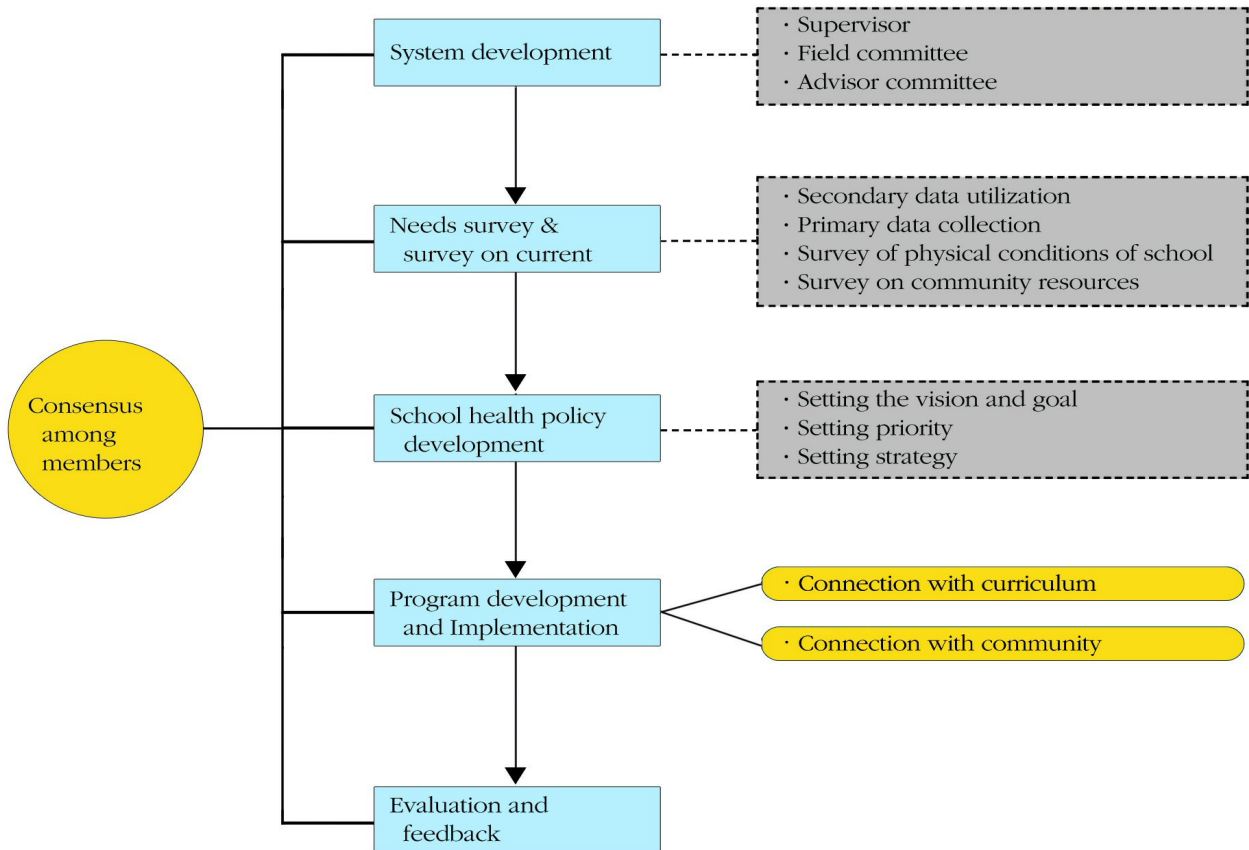 System development
· Supervisor
· Field committee
· Advisor committee
Needs survey &
survey on current
· Secondary data utilization
· Primary data collection
· Survey of physical conditions of school
· Survey on community resources
Consensus
among
members
School health policy
development
· Setting the vision and goal
· Setting priority
· Setting strategy
Program development
and Implementation
· Connection with curriculum
· Connection with community
Evaluation and
feedback